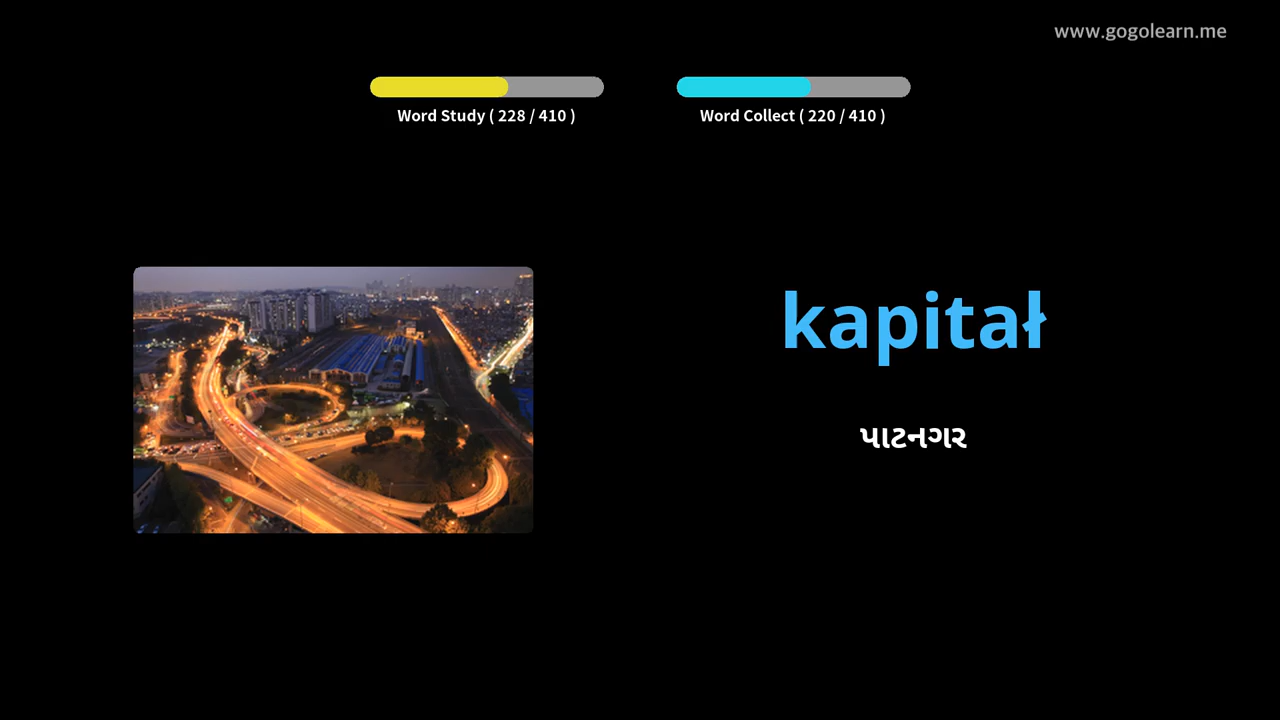 www.gogolearn.me
Word Study ( 228 / 410 )
Word Collect ( 220 / 410 )
kapitał
પાટનગર